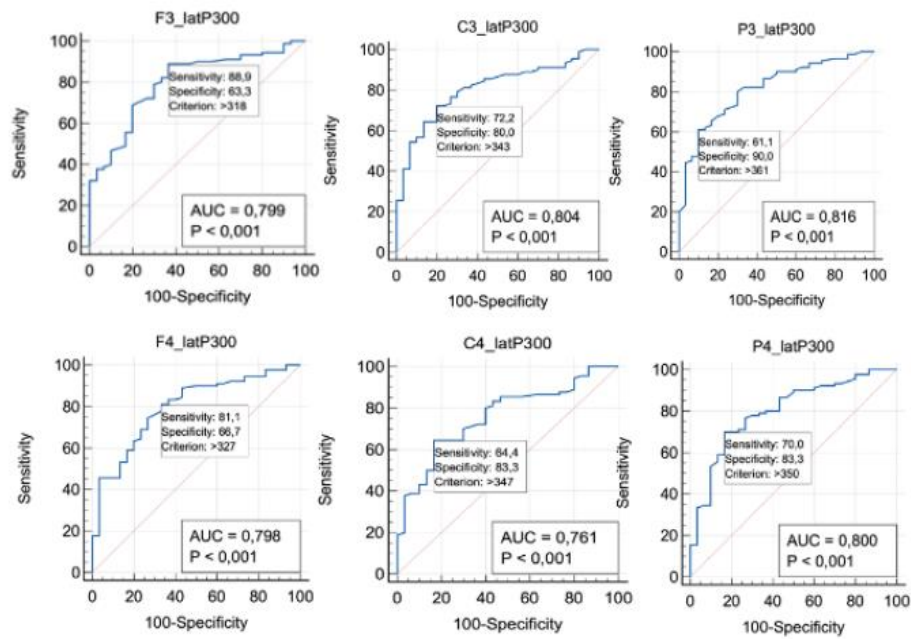 F3_latP300
100
80
60
40
20
0
Sensitivity
Sensitivity: 88,9
Specificity: 63,3
Criterion: >318
AUC = 0,799
P < 0,001
0 20 40 60 80 100
100-Specificity
C3_latP300
100
80
60
40
20
0
Sensitivity
Sensitivity: 72,2
Specificity: 80,0
Criterion: >343
AUC = 0,804
P < 0,001
0 20 40 60 80 100
100-Specificity
P3_latP300
100
80
60
40
20
0
Sensitivity
Sensitivity: 61,1
Specificity: 90,0
Criterion: >361
AUC = 0,816
P < 0,001
0 20 40 60 80 100
100-Specificity
F4_latP300
100
80
60
40
20
0
Sensitivity
Sensitivity: 81,1
Specificity: 66,7
Criterion: >327
AUC = 0,798
P < 0,001
0 20 40 60 80 100
100-Specificity
C4_latP300
100
80
60
40
20
0
Sensitivity
Sensitivity: 64,4
Specificity: 83,3
Criterion: >347
AUC = 0,761
P < 0,001
0 20 40 60 80 100
100-Specificity
P4_latP300
100
80
60
40
20
0
Sensitivity
Sensitivity: 70,0
Specificity: 83,3
Criterion: >350
AUC = 0,800
P < 0,001
0 20 40 60 80 100
100-Specificity